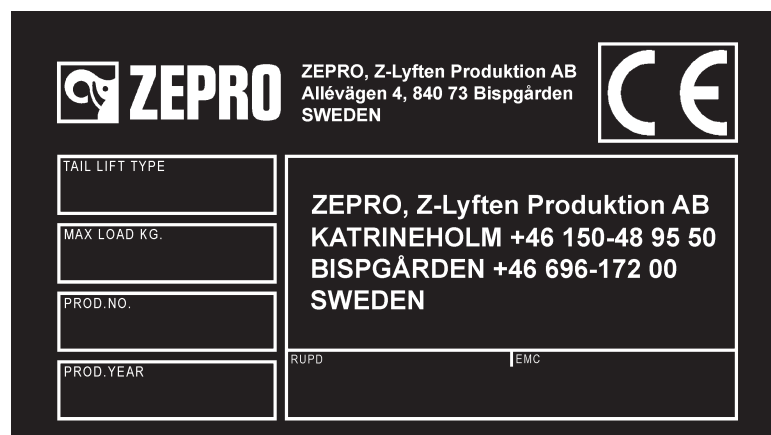 ZEPRO
ZEPRO, Z-Lyften Produktion AB
Allévägen 4, 840 73 Bispgården
SWEDEN
CE
TAIL LIFT TYPE
MAX LOAD KG.
PROD.NO.
PROD.YEAR
ZEPRO, Z-Lyften Produktion AB
KATRINEHOLM +46 150-48 95 50
BISPGÅRDEN +46 696-172 00
SWEDEN
RUPD
EMC